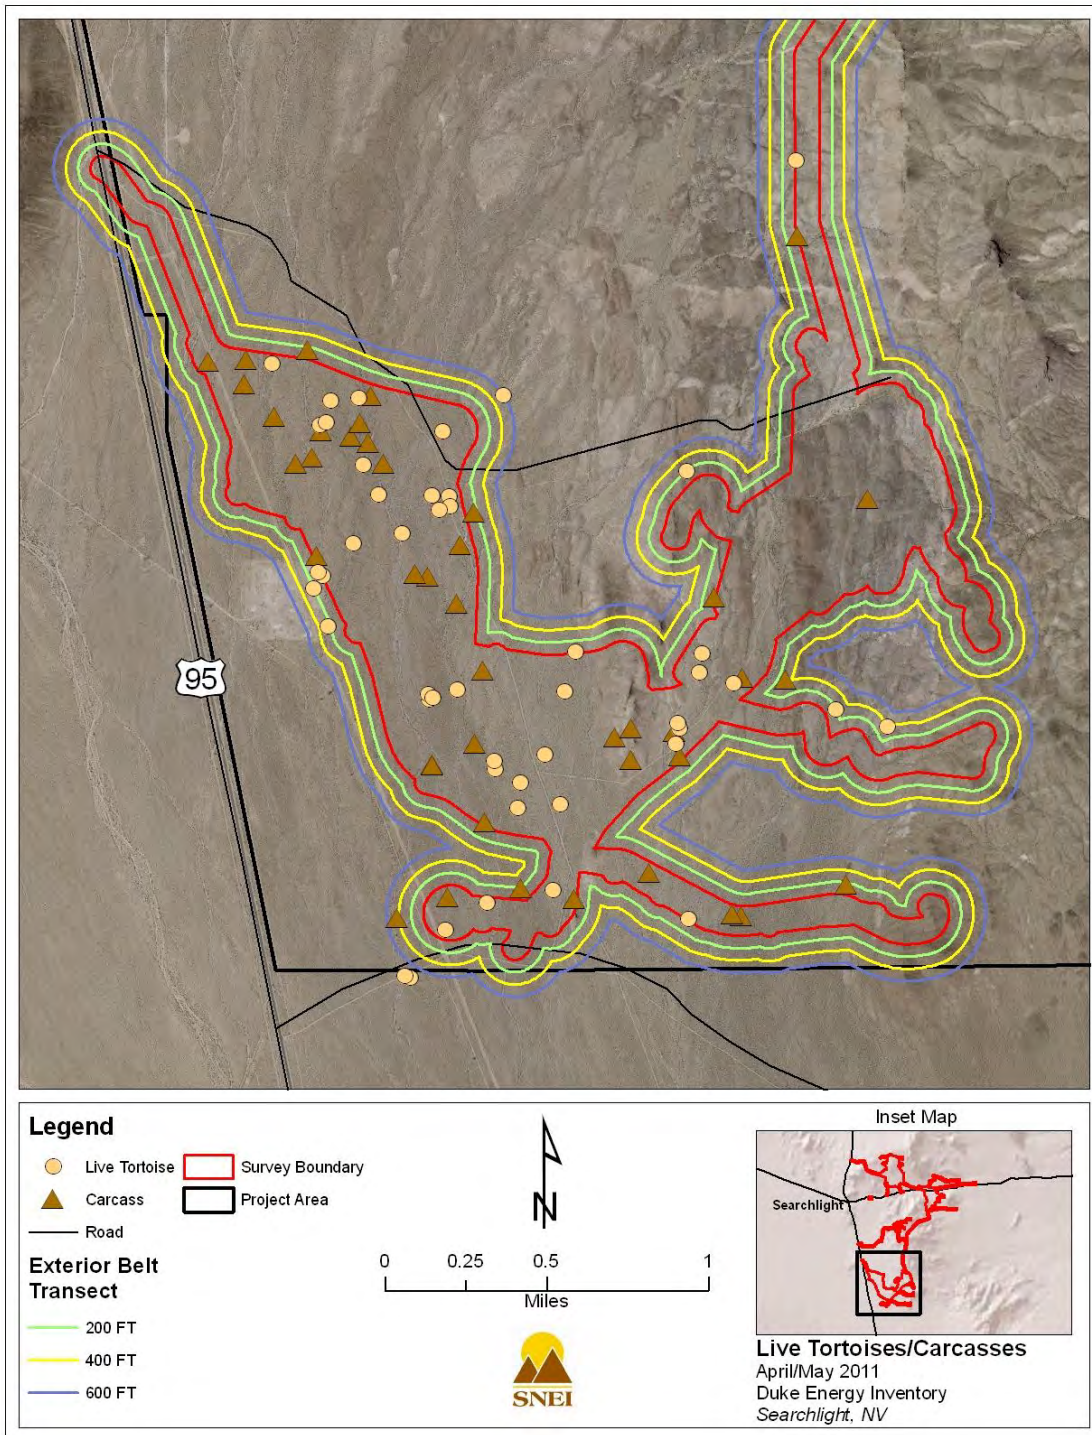 95
Legend
Live Tortoise
Survey Boundary
Carcass
Project Area
Road
Exterior Belt
Transect
200 FT
400 FT
600 FT
N
0 0.25 0.5 1
Miles
SNEI
Inset Map
Searchlight
Live Tortoises/Carcasses
April/May 2011
Duke Energy Inventory
Searchlight, NV